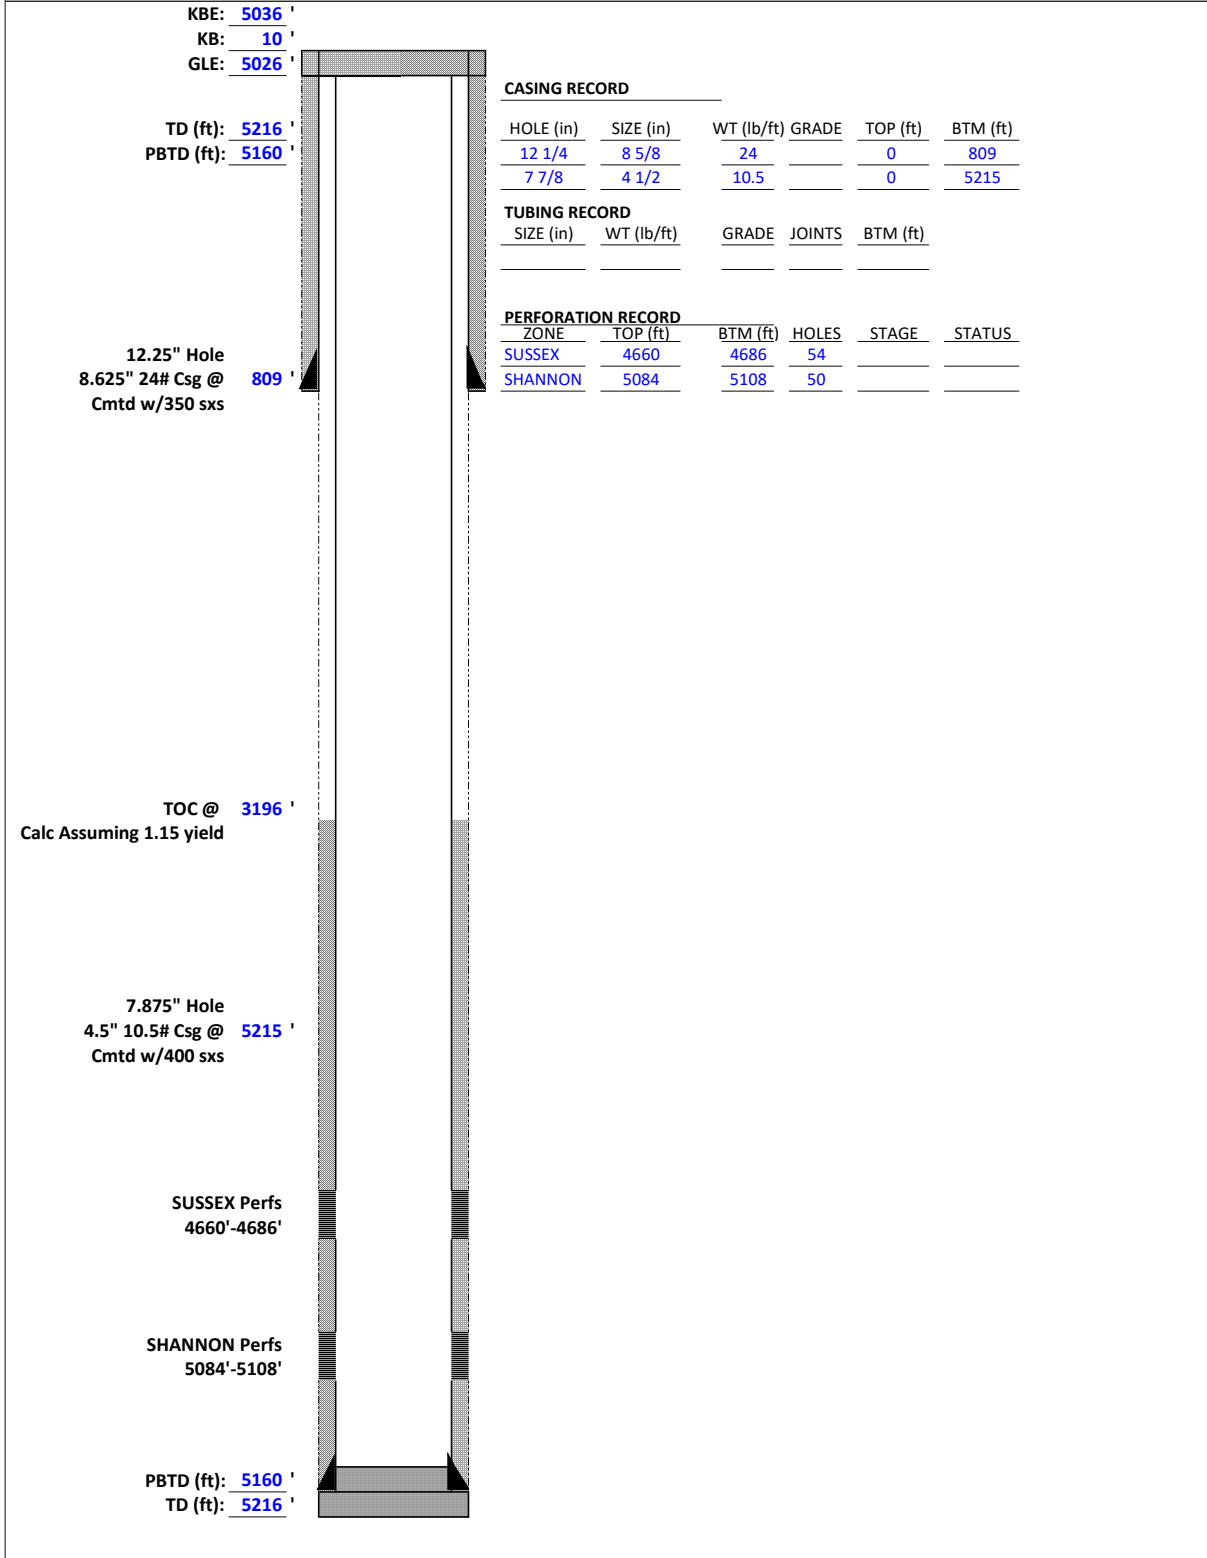 KBE: 5036 '
KB: 10 '
GLE: 5026 '
CASING RECORD
TD (ft): 5216 '
HOLE (in) SIZE (in) WT (lb/ft) GRADE TOP (ft) BTM (ft)
PBTD (ft): 5160 '
12 1/4 8 5/8 24 0 809
7 7/8 4 1/2 10.5 0 5215
TUBING RECORD
SIZE (in) WT (lb/ft) GRADE JOINTS BTM (ft)
PERFORATION RECORD
ZONE TOP (ft) BTM (ft) HOLES STAGE STATUS
SUSSEX 4660 4686 54
SHANNON 5084 5108 50
12.25" Hole
8.625" 24# Csg @ 809 '
Cmtd w/350 sxs
TOC @ 3196 '
Calc Assuming 1.15 yield
7.875" Hole
4.5" 10.5# Csg @ 5215 '
Cmtd w/400 sxs
SUSSEX Perfs
4660'-4686'
SHANNON Perfs
5084'-5108'
PBTD (ft): 5160 '
TD (ft): 5216 '